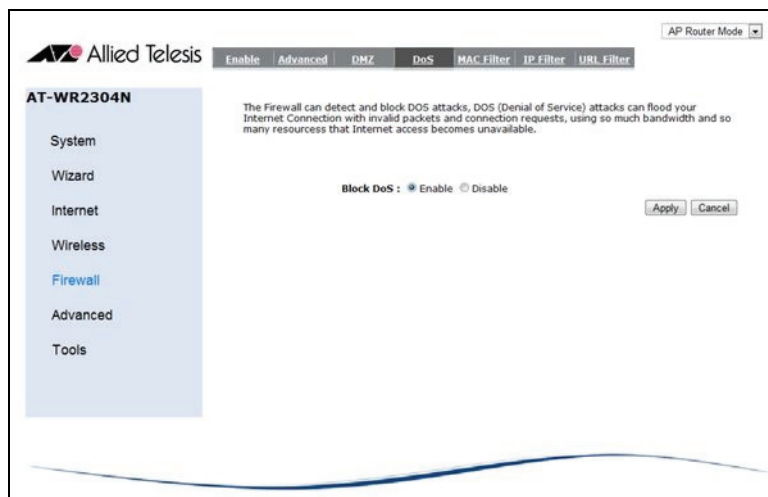 AP Router Mode
Allied Telesis
Enable Advanced DMZ DoS MAC Filter IP Filter URL Filter
AT-WR2304N
System
Wizard
Internet
Wireless
Firewall
Advanced
Tools
The Firewall can detect and block DOS attacks, DOS (Denial of Service) attacks can flood your
Internet Connection with invalid packets and connection requests, using so much bandwidth and so
many resourcess that Internet access becomes unavailable.
Block DoS : Enable Disable
Apply Cancel